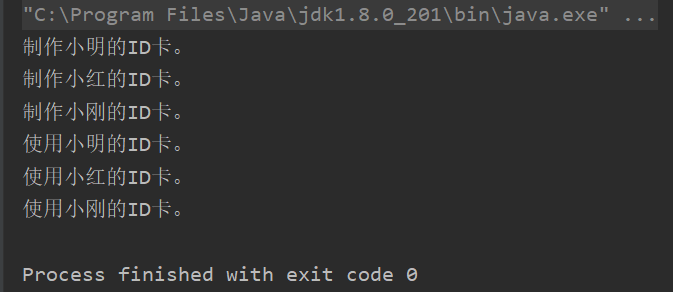 "C:\Program Files\Java\jdk1.8.0_201\bin\java.exe" ...
制作小明的ID卡。
制作小红的ID卡。
制作小刚的ID卡。
使用小明的ID卡。
使用小红的ID卡。
使用小刚的ID卡。
Process finished with exit code 0